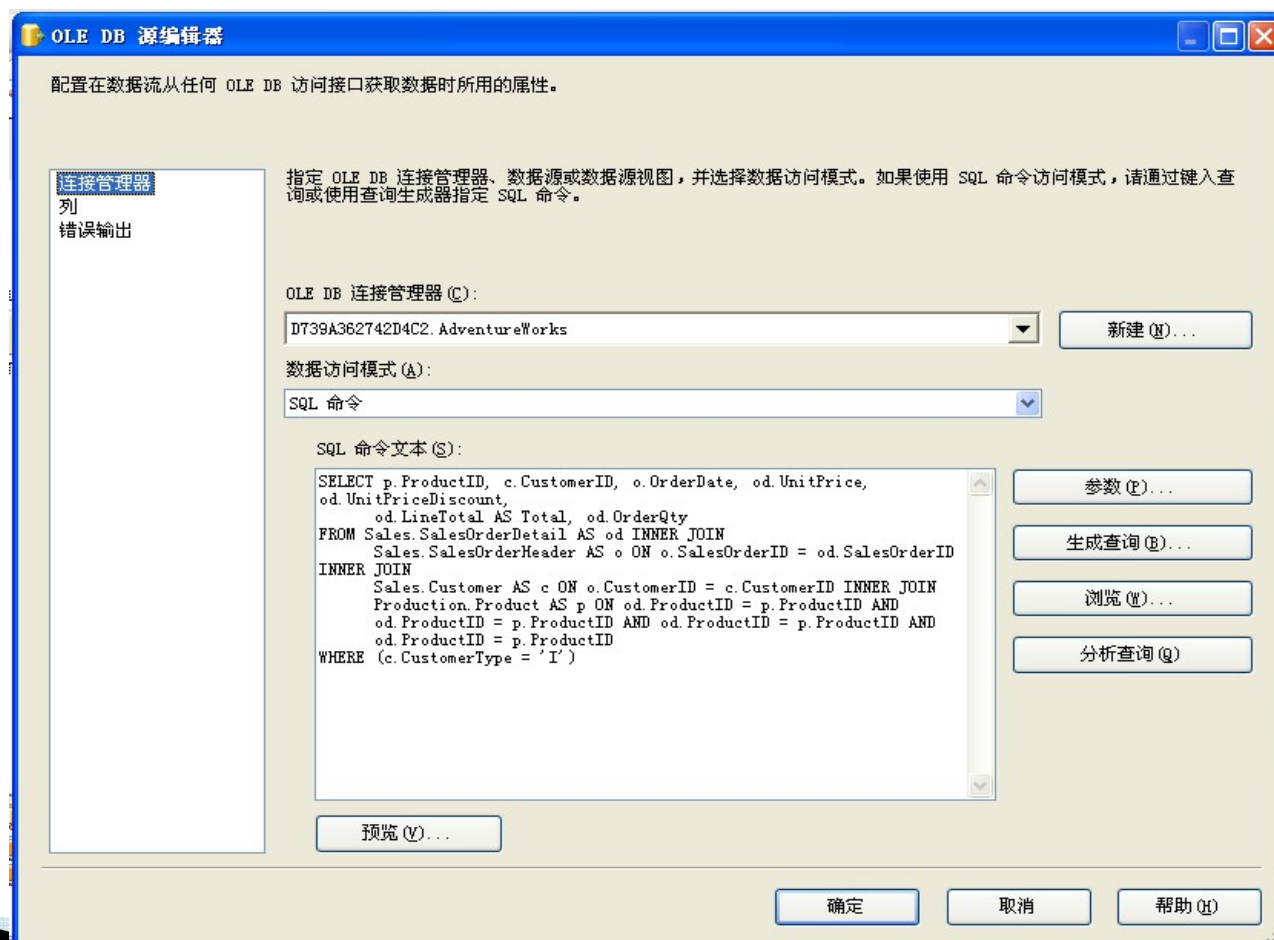 OLE DB 源编辑器
配置在数据流从任何 OLE DB 访问接口获取数据时所用的属性。
连接管理器
列
错误输出
指定 OLE DB 连接管理器、数据源或数据源视图，并选择数据访问模式。如果使用 SQL 命令访问模式，请通过键入查
询或使用查询生成器指定 SQL 命令。
OLE DB 连接管理器(C):
D739A362742D4C2.AdventureWorks
新建(N)...
数据访问模式(A):
SQL 命令
SQL 命令文本(S):
SELECT p.ProductID, c.CustomerID, o.OrderDate, od.UnitPrice,
od.UnitPriceDiscount,
od.LineTotal AS Total, od.OrderQty
FROM Sales.SalesOrderDetail AS od INNER JOIN
Sales.SalesOrderHeader AS o ON o.SalesOrderID = od.SalesOrderID
INNER JOIN
Sales.Customer AS c ON o.CustomerID = c.CustomerID INNER JOIN
Production.Product AS p ON od.ProductID = p.ProductID AND
od.ProductID = p.ProductID AND od.ProductID = p.ProductID AND
od.ProductID = p.ProductID
WHERE (c.CustomerType = 'I')
参数(P)...
生成查询(B)...
浏览(W)...
分析查询(Q)
预览(V)...
确定
取消
帮助(H)